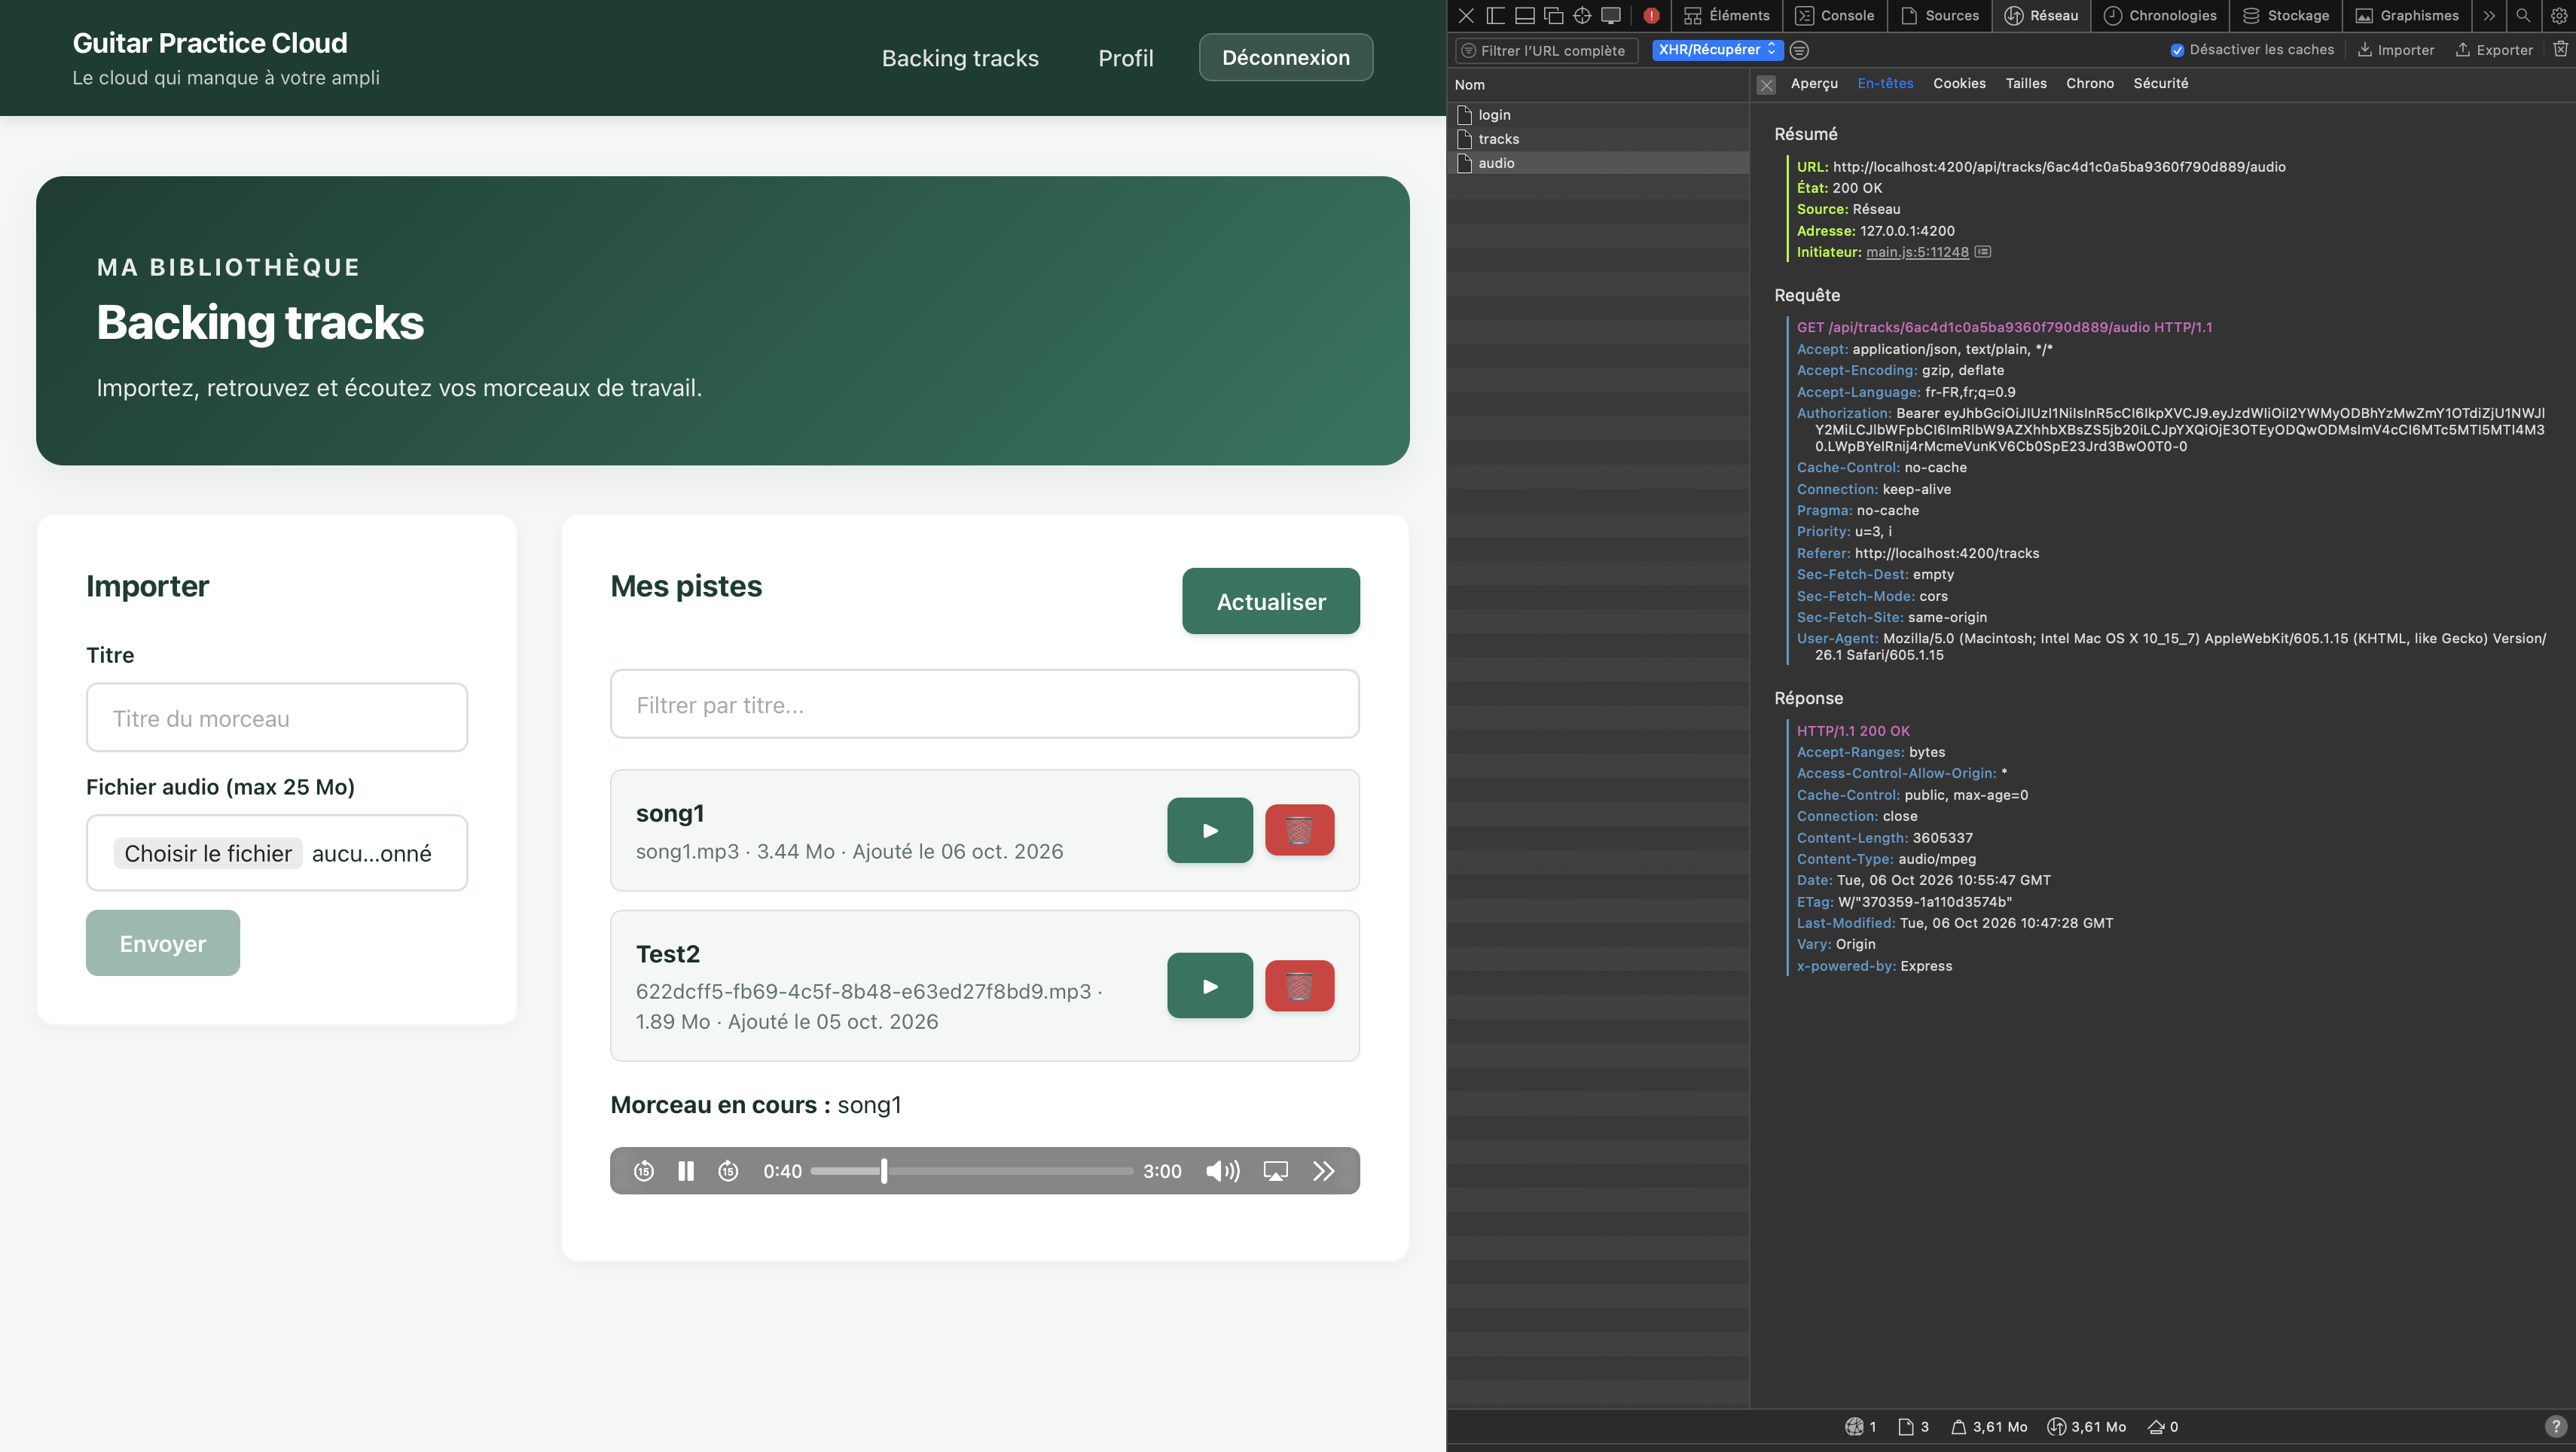 Guitar Practice Cloud
Le cloud qui manque à votre ampli
Backing tracks
Profil
Déconnexion
MA BIBLIOTHÈQUE
Backing tracks
Importez, retrouvez et écoutez vos morceaux de travail.
Importer
Titre
Titre du morceau
Fichier audio (max 25 Mo)
Choisir le fichier aucu...onné
Envoyer
Mes pistes
Actualiser
Filtrer par titre...
song1
song1.mp3 · 3.44 Mo · Ajouté le 06 oct. 2026
Test2
622dcff5-fb69-4c5f-8b48-e63ed27f8bd9.mp3 ·
1.89 Mo · Ajouté le 05 oct. 2026
Morceau en cours : song1
15
15
0:40
3:00
Éléments
Console
Sources
Réseau
Chronologies
Stockage
Graphismes
Filtrer l'URL complète
XHR/Récupérer
Désactiver les caches
Importer
Exporter
Nom
login
tracks
audio
Aperçu
En-têtes
Cookies
Tailles
Chrono
Sécurité
Résumé
URL: http://localhost:4200/api/tracks/6ac4d1c0a5ba9360f790d889/audio
État: 200 OK
Source: Réseau
Adresse: 127.0.0.1:4200
Initiateur: main.js:5:11248
Requête
GET /api/tracks/6ac4d1c0a5ba9360f790d889/audio HTTP/1.1
Accept: application/json, text/plain, */*
Accept-Encoding: gzip, deflate
Accept-Language: fr-FR,fr;q=0.9
Authorization: Bearer
Cache-Control: no-cache
Connection: keep-alive
Pragma: no-cache
Priority: u=3, i
Referer: http://localhost:4200/tracks
Sec-Fetch-Dest: empty
Sec-Fetch-Mode: cors
Sec-Fetch-Site: same-origin
User-Agent: Mozilla/5.0 (Macintosh; Intel Mac OS X 10_15_7) AppleWebKit/605.1.15 (KHTML, like Gecko) Version/
26.1 Safari/605.1.15
Réponse
HTTP/1.1 200 OK
Accept-Ranges: bytes
Access-Control-Allow-Origin: *
Cache-Control: public, max-age=0
Connection: close
Content-Length: 3605337
Content-Type: audio/mpeg
Date: Tue, 06 Oct 2026 10:55:47 GMT
ETag: W/"370359-1a110d3574b"
Last-Modified: Tue, 06 Oct 2026 10:47:28 GMT
Vary: Origin
x-powered-by: Express
1
3
3,61 Mo
3,61 Mo
0
?